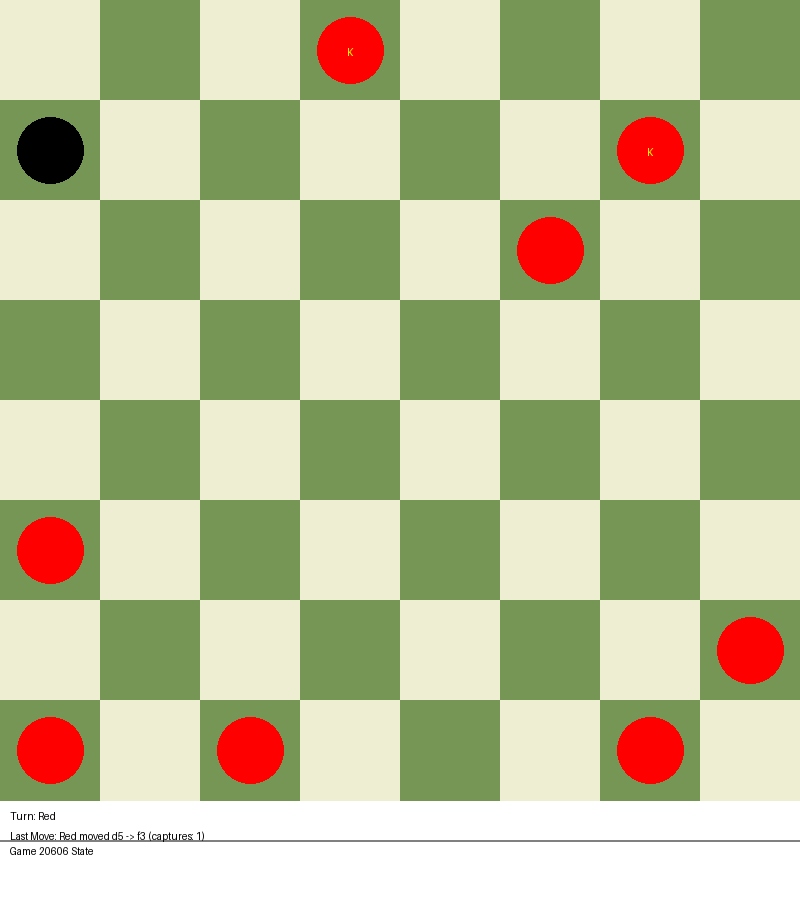 K
K
Turn: Red
Last Move: Red moved d5 -> f3 (captures: 1)
Game 20606 State